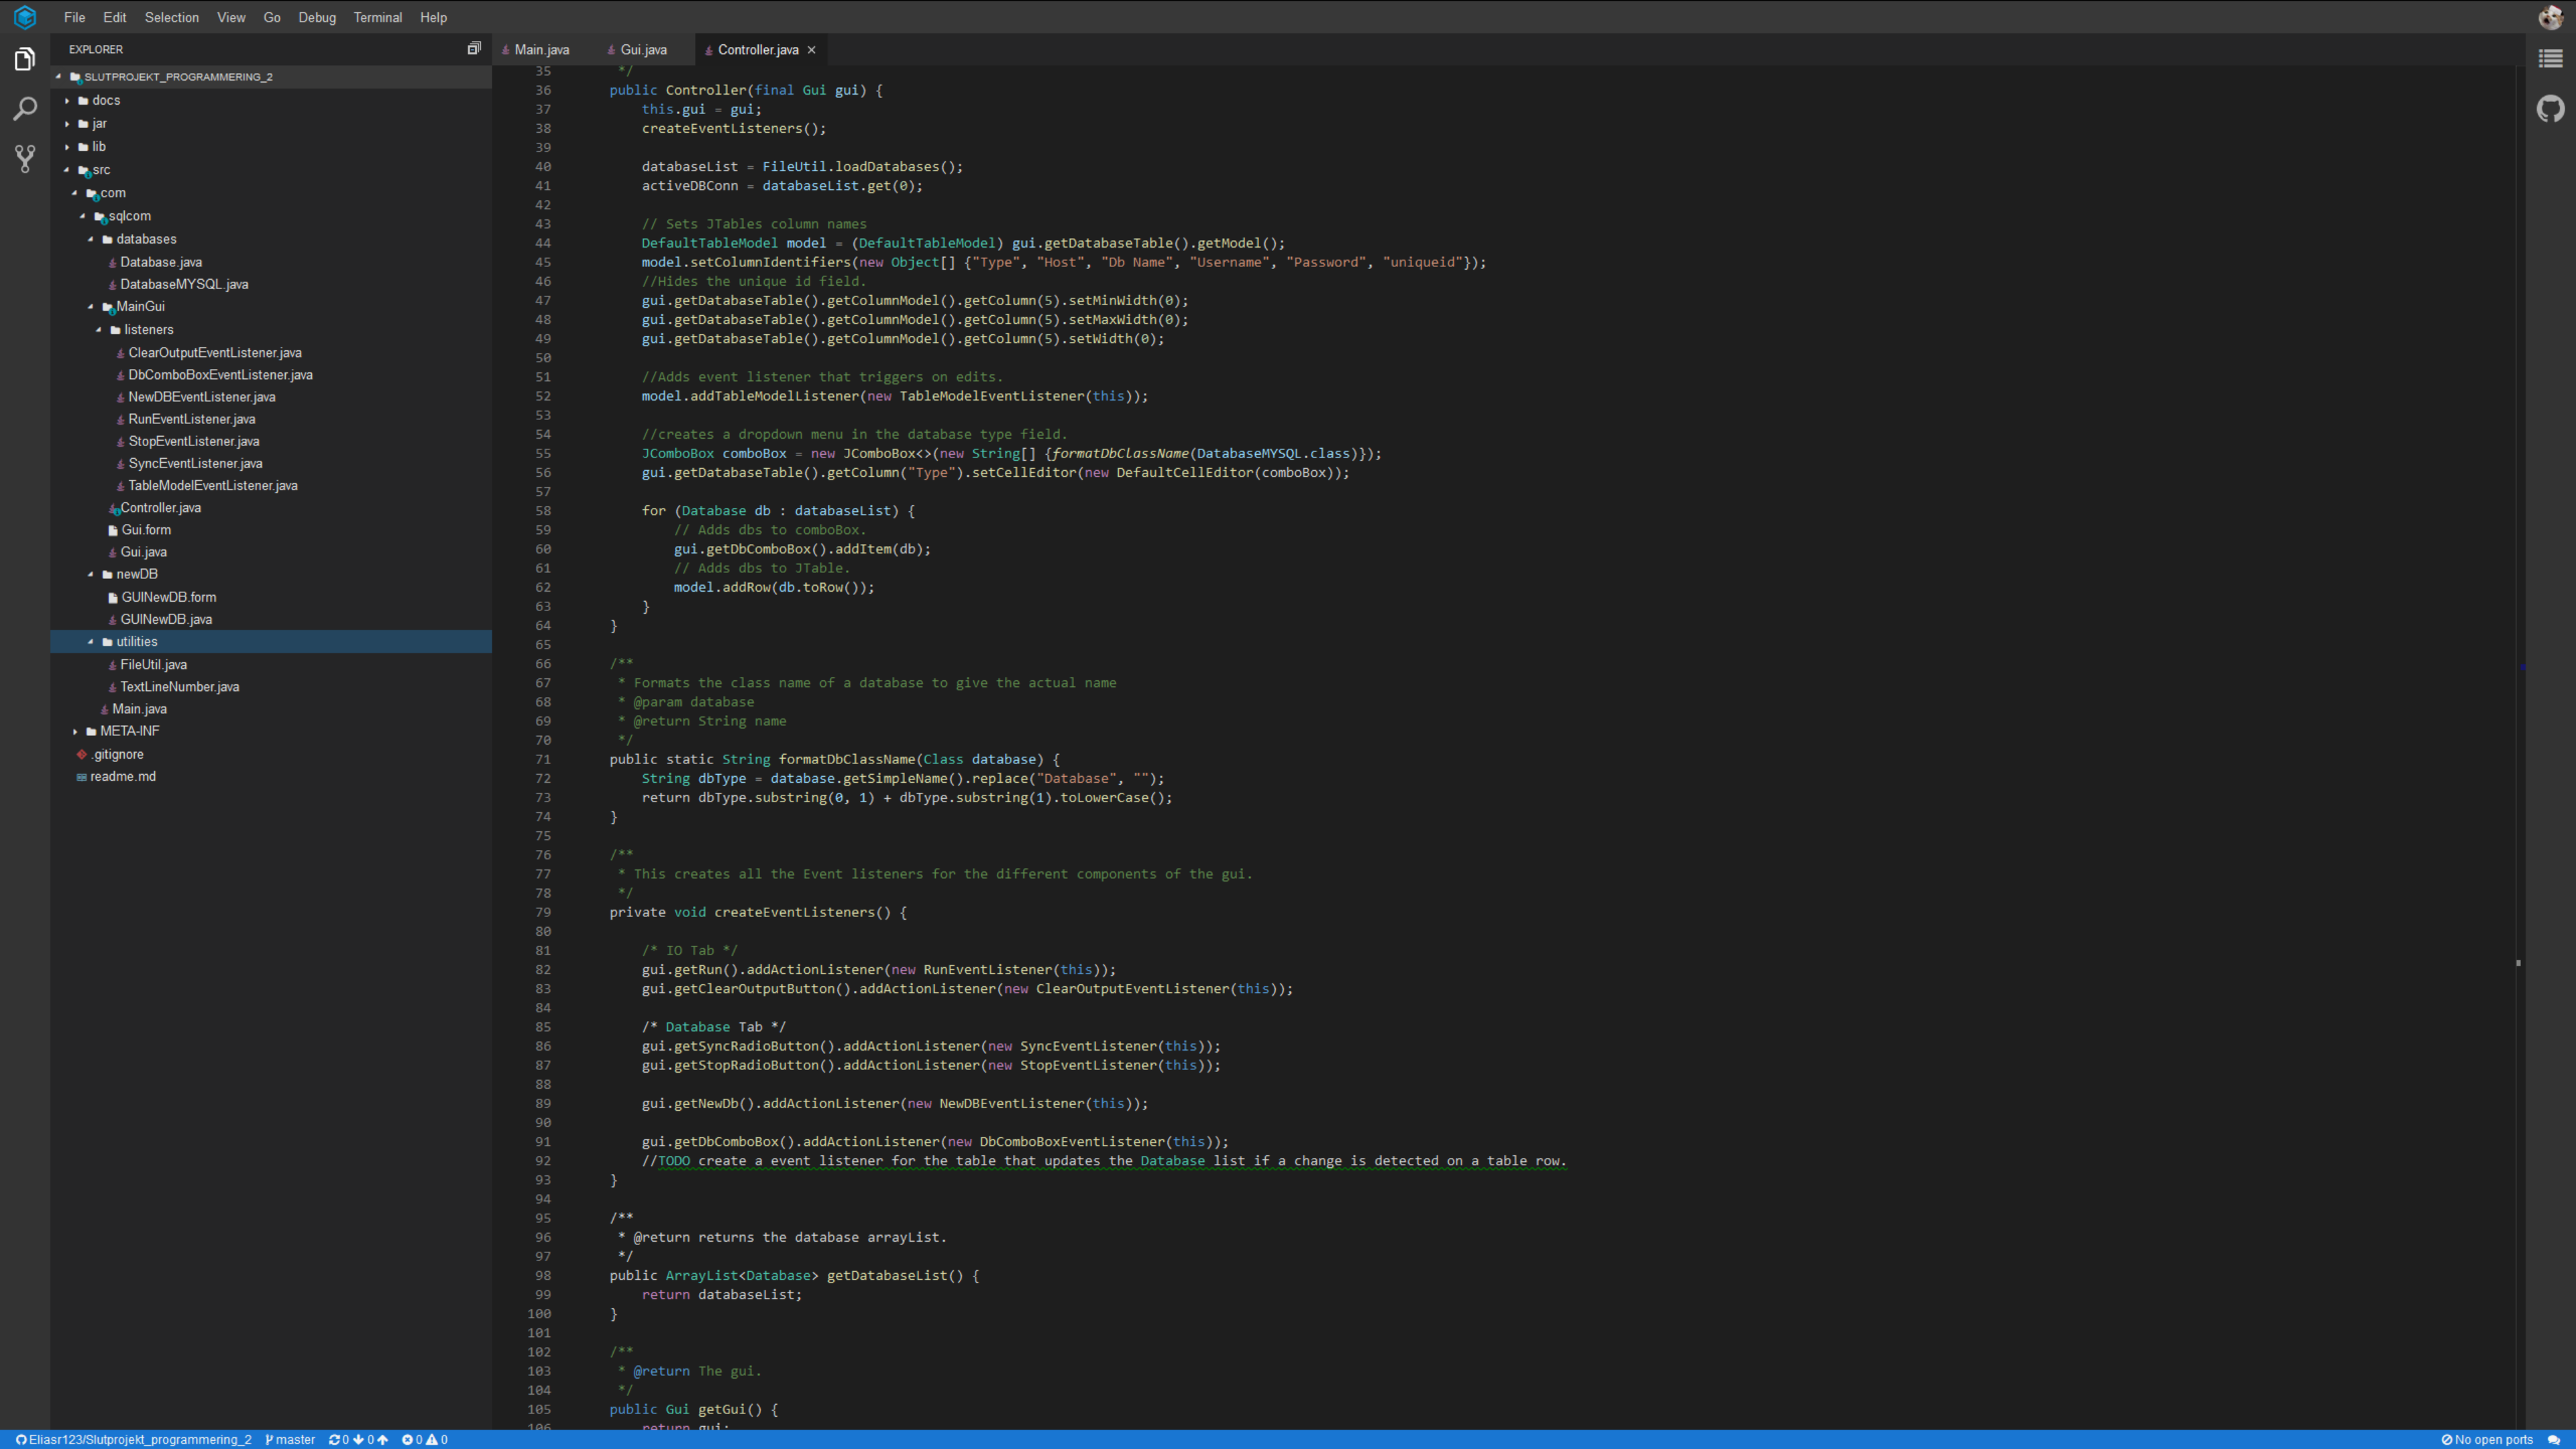 File Edit Selection View Go Debug Terminal Help
EXPLORER
SLUTPROJEKT_PROGRAMMERING_2
docs
jar
lib
src
com
sqlcom
databases
Database.java
DatabaseMYSQL.java
MainGui
listeners
ClearOutputEventListener.java
DbComboBoxEventListener.java
NewDBEventListener.java
RunEventListener.java
StopEventListener.java
SyncEventListener.java
TableModelEventListener.java
Controller.java
Gui.form
Gui.java
newDB
GUINewDB.form
GUINewDB.java
utilities
FileUtil.java
TextLineNumber.java
Main.java
META-INF
.gitignore
readme.md
Main.java Gui.java Controller.java ×
35 */
36 public Controller(final Gui gui) {
37 this.gui = gui;
38 createEventListeners();
39
40 databaseList = FileUtil.loadDatabases();
41 activeDBConn = databaseList.get(0);
42
43 // Sets JTables column names
44 DefaultTableModel model = (DefaultTableModel) gui.getDatabaseTable().getModel();
45 model.setColumnIdentifiers(new Object[] {"Type", "Host", "Db Name", "Username", "Password", "uniqueid"});
46 //Hides the unique id field.
47 gui.getDatabaseTable().getColumnModel().getColumn(5).setMinWidth(0);
48 gui.getDatabaseTable().getColumnModel().getColumn(5).setMaxWidth(0);
49 gui.getDatabaseTable().getColumnModel().getColumn(5).setWidth(0);
50
51 //Adds event listener that triggers on edits.
52 model.addTableModelListener(new TableModelEventListener(this));
53
54 //creates a dropdown menu in the database type field.
55 JComboBox comboBox = new JComboBox<>(new String[] {formatDbClassName(DatabaseMYSQL.class)});
56 gui.getDatabaseTable().getColumn("Type").setCellEditor(new DefaultCellEditor(comboBox));
57
58 for (Database db : databaseList) {
59 // Adds dbs to comboBox.
60 gui.getDbComboBox().addItem(db);
61 // Adds dbs to JTable.
62 model.addRow(db.toRow());
63 }
64 }
65
66 /**
67 * Formats the class name of a database to give the actual name
68 * @param database
69 * @return String name
70 */
71 public static String formatDbClassName(Class database) {
72 String dbType = database.getSimpleName().replace("Database", "");
73 return dbType.substring(0, 1) + dbType.substring(1).toLowerCase();
74 }
75
76 /**
77 * This creates all the Event listeners for the different components of the gui.
78 */
79 private void createEventListeners() {
80
81 /* IO Tab */
82 gui.getRun().addActionListener(new RunEventListener(this));
83 gui.getClearOutputButton().addActionListener(new ClearOutputEventListener(this));
84
85 /* Database Tab */
86 gui.getSyncRadioButton().addActionListener(new SyncEventListener(this));
87 gui.getStopRadioButton().addActionListener(new StopEventListener(this));
88
89 gui.getNewDb().addActionListener(new NewDBEventListener(this));
90
91 gui.getDbComboBox().addActionListener(new DbComboBoxEventListener(this));
92 //TODO create a event listener for the table that updates the Database list if a change is detected on a table row.
93 }
94
95 /**
96 * @return returns the database arrayList.
97 */
98 public ArrayList<Database> getDatabaseList() {
99 return databaseList;
100 }
101
102 /**
103 * @return The gui.
104 */
105 public Gui getGui() {
106 return gui;
Eliasr123/Slutprojekt_programmering_2 master 0 0 0 0 No open ports